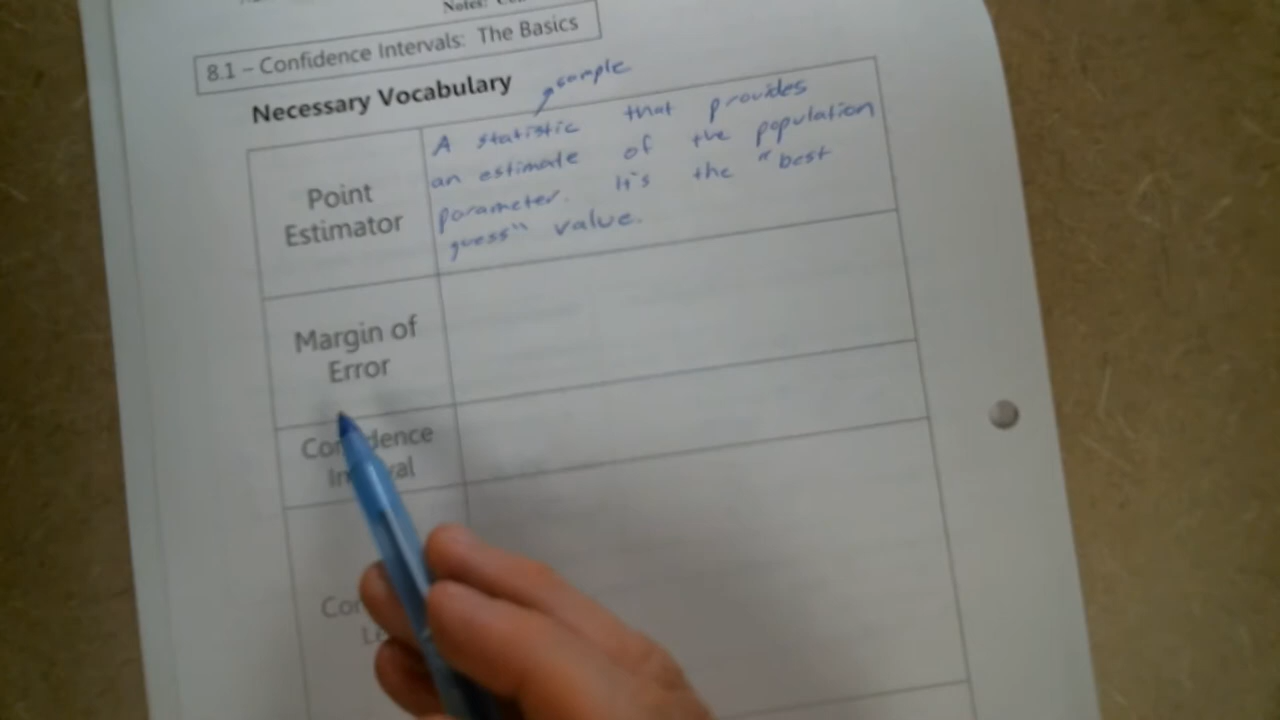 Notes:
8.1 – Confidence Intervals: The Basics
Necessary Vocabulary
sample
Point
Estimator
A statistic that provides
an estimate of the population
parameter. It's the "best
guess" value.
Margin of
Error